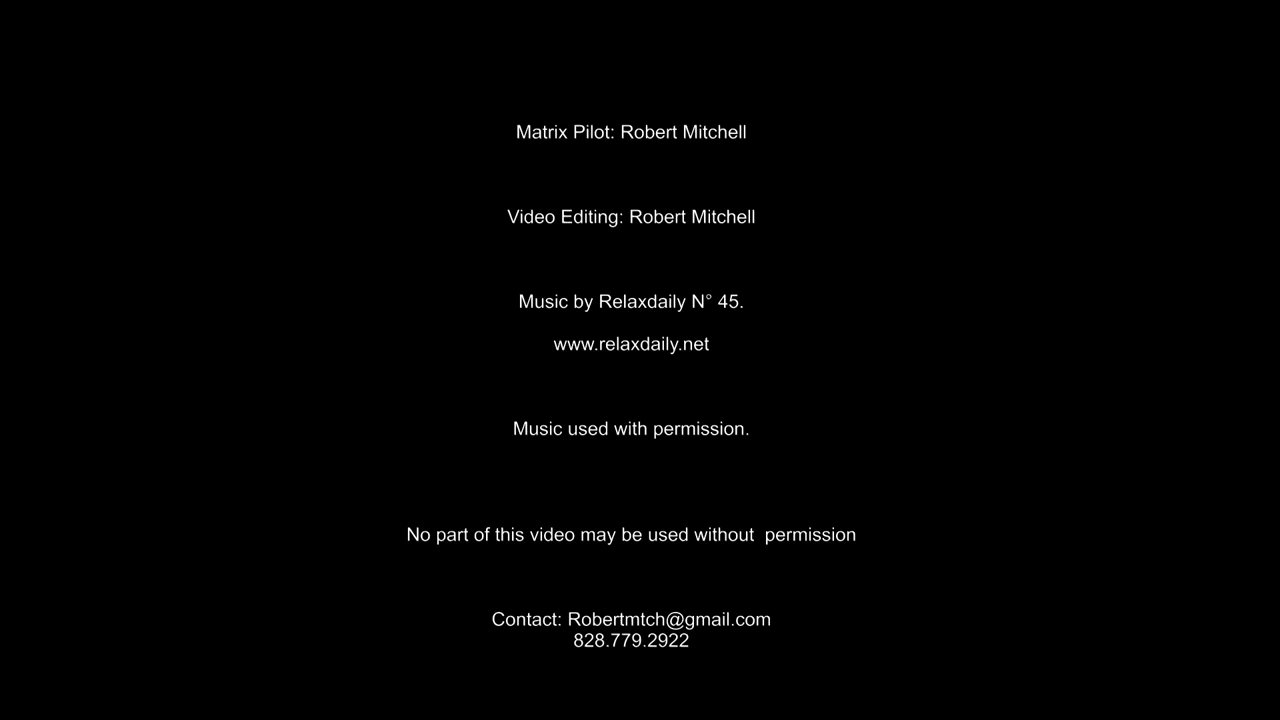 Matrix Pilot: Robert Mitchell
Video Editing: Robert Mitchell
Music by Relaxdaily N° 45.
www.relaxdaily.net
Music used with permission.
No part of this video may be used without  permission
Contact: Robertmtch@gmail.com
828.779.2922